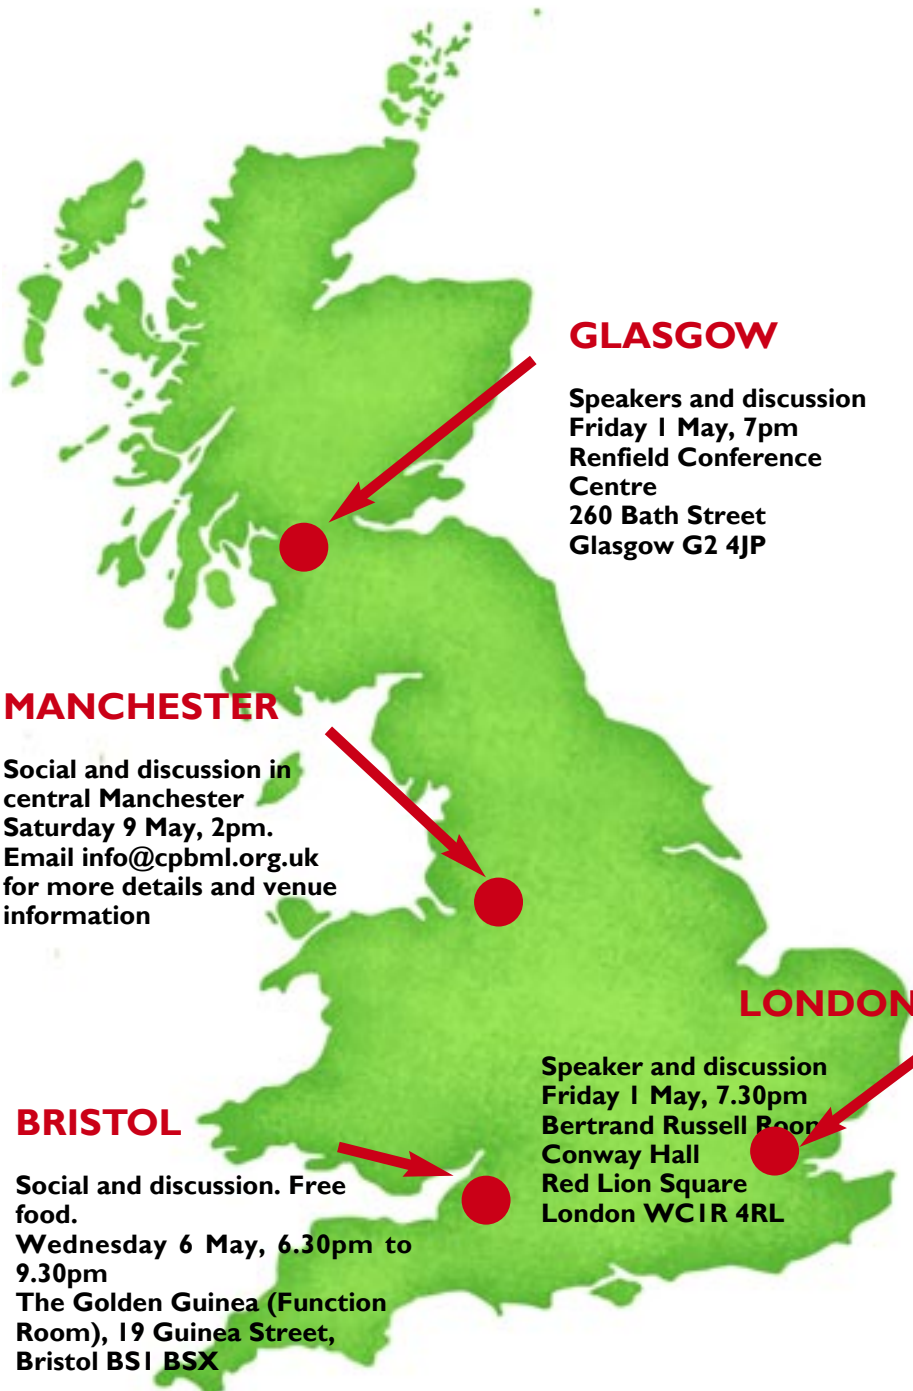 GLASGOW
Speakers and discussion
Friday 1 May, 7pm
Renfield Conference
Centre
260 Bath Street
Glasgow G2 4JP
MANCHESTER
Social and discussion in
central Manchester
Saturday 9 May, 2pm.
Email info@cpbml.org.uk
for more details and venue
information
LONDON
Speaker and discussion
Friday 1 May, 7.30pm
Bertrand Russell Room
Conway Hall
Red Lion Square
London WC1R 4RL
BRISTOL
Social and discussion. Free
food.
Wednesday 6 May, 6.30pm to
9.30pm
The Golden Guinea (Function
Room), 19 Guinea Street,
Bristol BS1 BSX